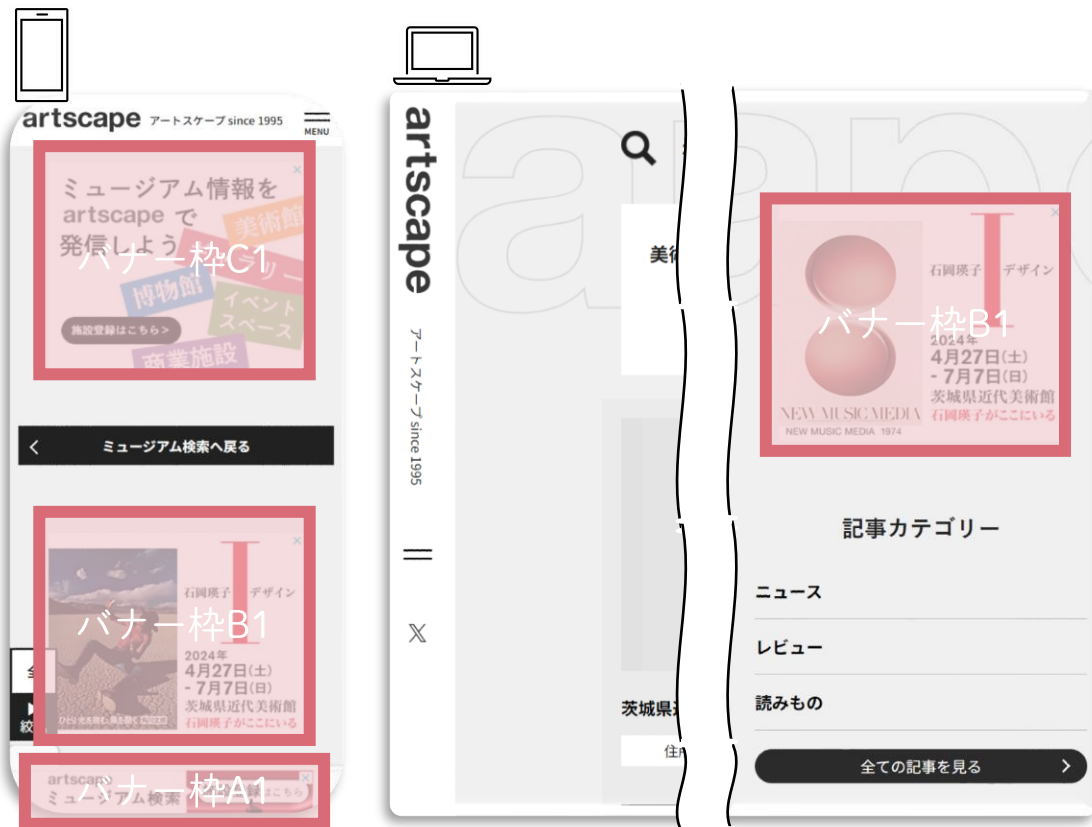 artscape アートスケープ since 1995
MENU
ミュージアム情報を
artscape で
発信しよう
美術館
バナー枠C1
ラリー
博物館
イベント
スペース
施設登録はこちら>
商業施設
ミュージアム検索へ戻る
石岡瑛子 I デザイン
バナー枠B1
2024年
4月27日(土)
- 7月7日(日)
茨城県近代美術館
石岡瑛子がここにいる
全
絞
artscape
ミュージアム検索
バナー枠A1
はこちら
artscape
アートスケープ since 1995
美術
茨城県
住所
a
an
石岡瑛子 I デザイン
バナー枠B1
2024年
4月27日(土)
- 7月7日(日)
茨城県近代美術館
石岡瑛子がここにいる
NEW MUSIC MEDIA
NEW MUSIC MEDIA 1974
記事カテゴリー
ニュース
レビュー
読みもの
全ての記事を見る